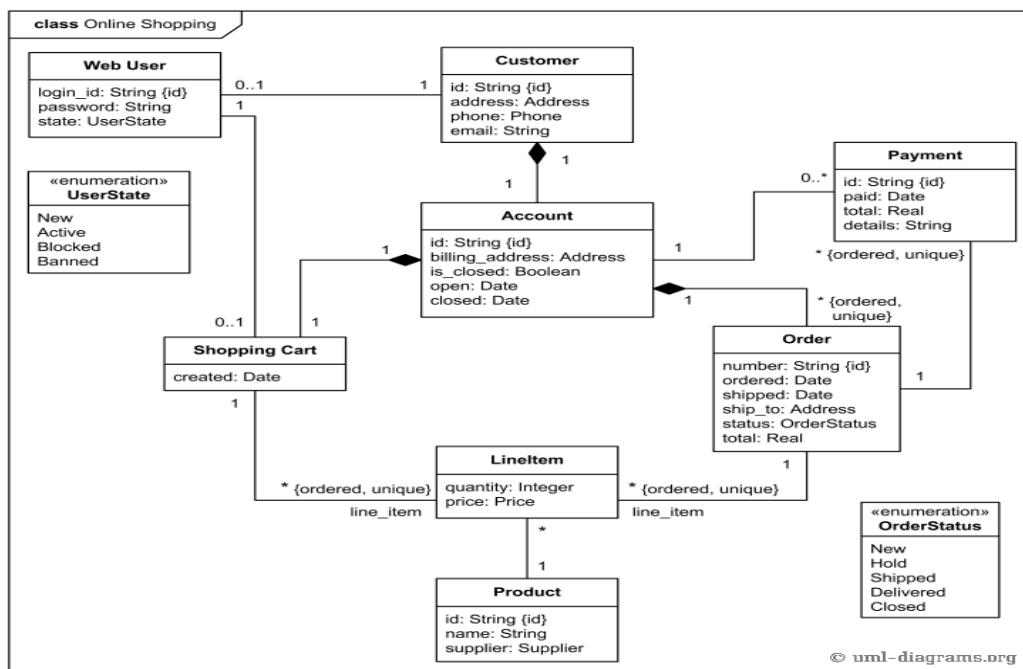 class Online Shopping
Web User
login_id: String {id}
password: String
state: UserState
0..1
1
1
Customer
id: String {id}
address: Address
phone: Phone
email: String
1
1
«enumeration»
UserState
New
Active
Blocked
Banned
Account
id: String {id}
billing_address: Address
is_closed: Boolean
open: Date
closed: Date
1
1
1
Payment
id: String {id}
paid: Date
total: Real
details: String
0..*
* {ordered, unique}
* {ordered,
unique}
0..1
1
Shopping Cart
created: Date
1
Order
number: String {id}
ordered: Date
shipped: Date
ship_to: Address
status: OrderStatus
total: Real
1
1
LineItem
quantity: Integer
price: Price
* {ordered, unique}
line_item
* {ordered, unique}
line_item
*
1
Product
id: String {id}
name: String
supplier: Supplier
«enumeration»
OrderStatus
New
Hold
Shipped
Delivered
Closed
© uml-diagrams.org